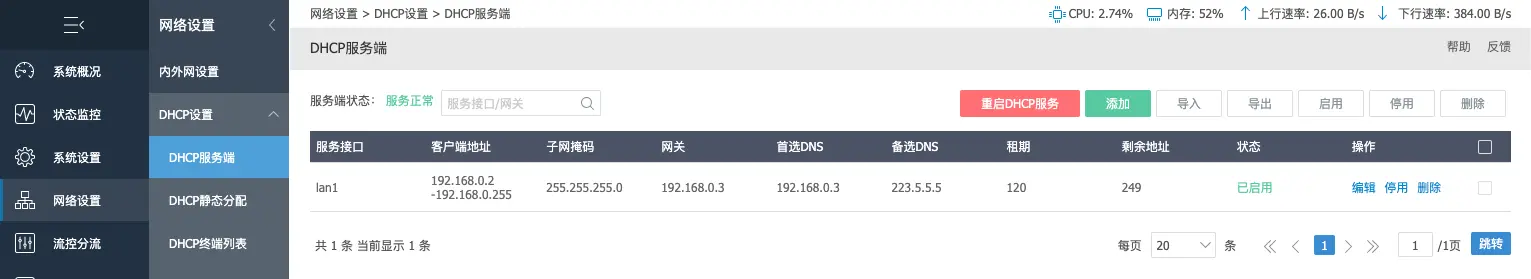 网络设置
系统概况
状态监控
系统设置
网络设置
流控分流
内外网设置
DHCP设置
DHCP服务端
DHCP静态分配
DHCP终端列表
网络设置 > DHCP设置 > DHCP服务端
CPU: 2.74% 内存: 52% 上行速率: 26.00 B/s 下行速率: 384.00 B/s
DHCP服务端
帮助 反馈
服务端状态: 服务正常 服务接口/网关 重启DHCP服务 添加 导入 导出 启用 停用 删除
服务接口 客户端地址 子网掩码 网关 首选DNS 备选DNS 租期 剩余地址 状态 操作
lan1 192.168.0.2
-192.168.0.255 255.255.255.0 192.168.0.3 192.168.0.3 223.5.5.5 120 249 已启用 编辑 停用 删除
共 1 条 当前显示 1 条 每页 20 条 1 1 /1页 跳转